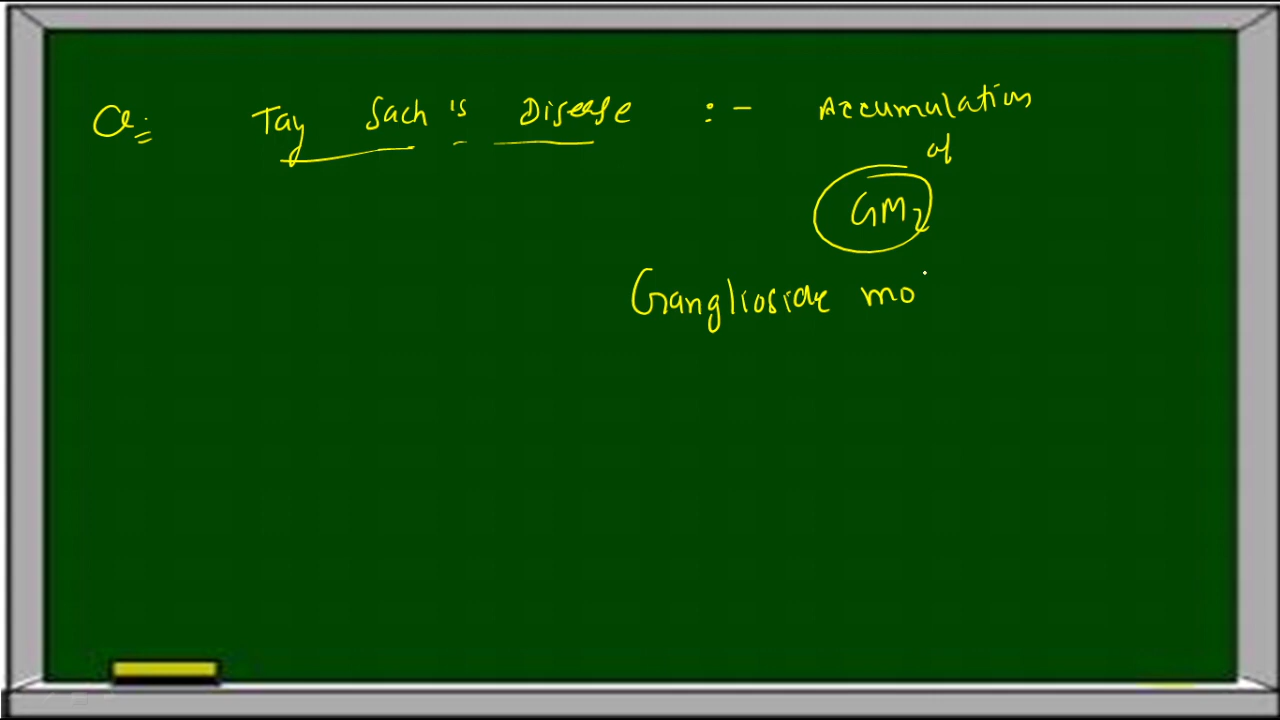 Q:
Tay Sach's Disease :- Accumulation
of
GM2
Ganglioside mo